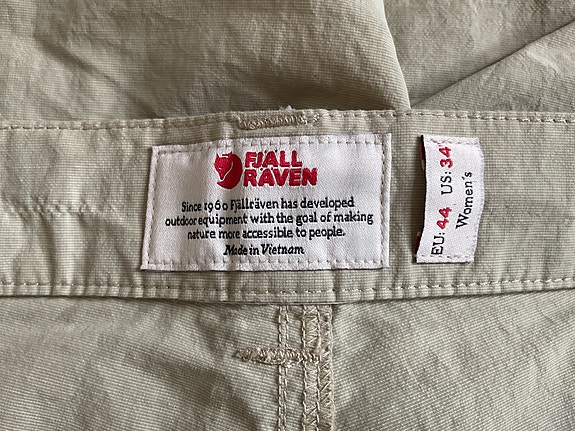 FJÄLL
RÄVEN
Since 1960 Fjällräven has developed
outdoor equipment with the goal of making
nature more accessible to people.
Made in Vietnam
EU: 44 US: 34"
Women's